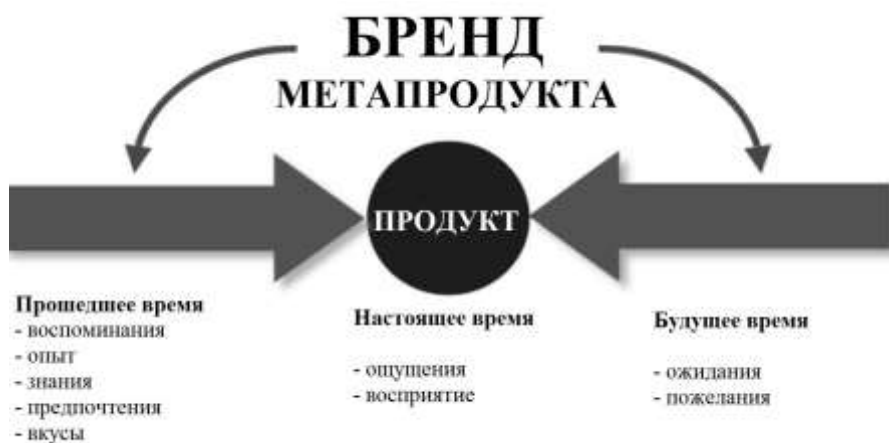 БРЕНД
МЕТАПРОДУКТА
ПРОДУКТ
Прошедшее время
- воспоминания
- опыт
- знания
- предпочтения
- вкусы
Настоящее время
- ощущения
- восприятие
Будущее время
- ожидания
- пожелания